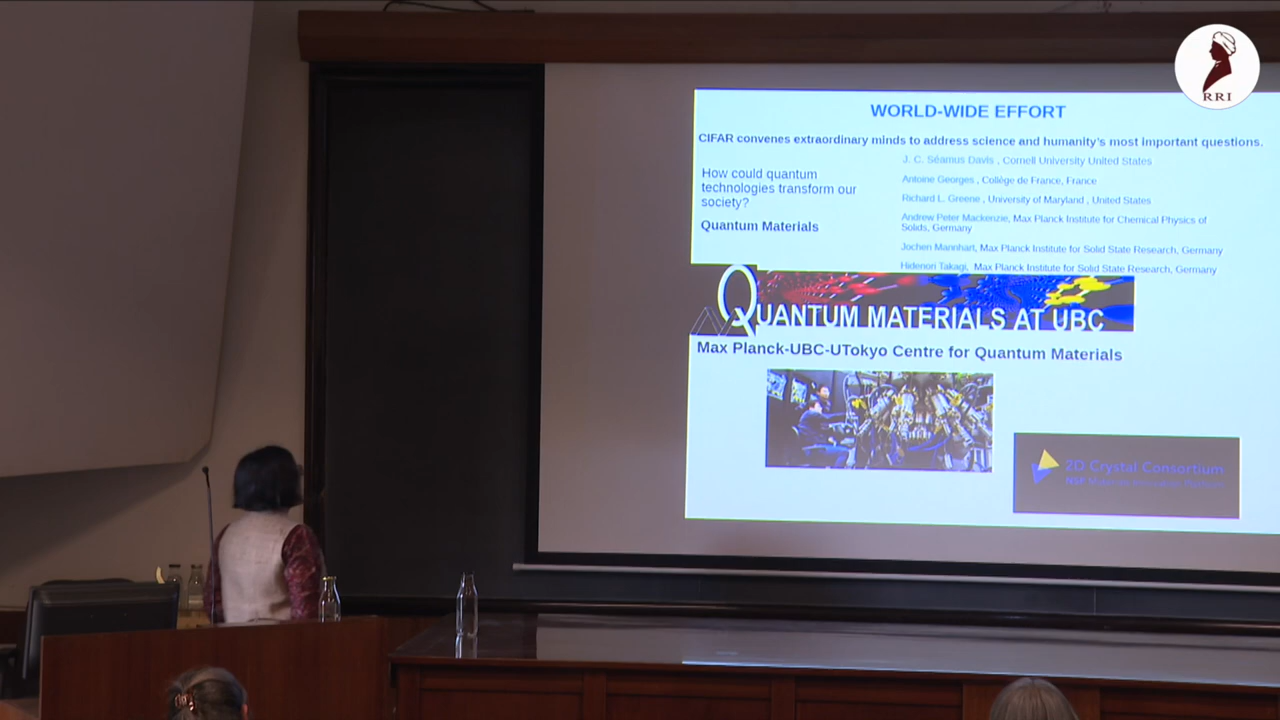 RRI
WORLD-WIDE EFFORT
CIFAR convenes extraordinary minds to address science and humanity's most important questions.
How could quantum
technologies transform our
society?
Quantum Materials
J. C. Séamus Davis , Cornell University United States
Antoine Georges , Collège de France, France
Richard L. Greene , University of Maryland , United States
Andrew Peter Mackenzie, Max Planck Institute for Chemical Physics of
Solids, Germany
Jochen Mannhart, Max Planck Institute for Solid State Research, Germany
Hidenori Takagi, Max Planck Institute for Solid State Research, Germany
QUANTUM MATERIALS AT UBC
Max Planck-UBC-UTokyo Centre for Quantum Materials
2D Crystal Consortium
NSF Materials Innovation Platform